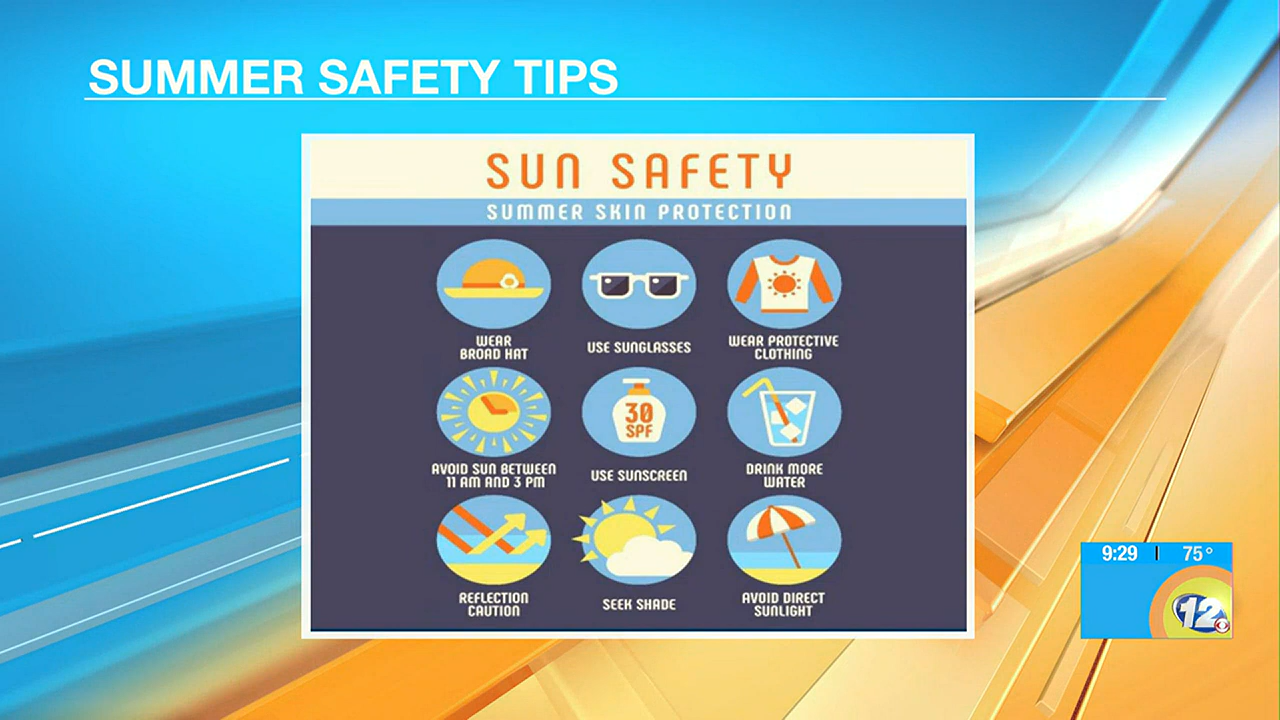 SUMMER SAFETY TIPS
SUN SAFETY
SUMMER SKIN PROTECTION
WEAR
BROAD HAT
USE SUNGLASSES
WEAR PROTECTIVE
CLOTHING
30
SPF
AVOID SUN BETWEEN
11 AM AND 3 PM
USE SUNSCREEN
DRINK MORE
WATER
REFLECTION
CAUTION
SEEK SHADE
AVOID DIRECT
SUNLIGHT
9:29 | 75°
12